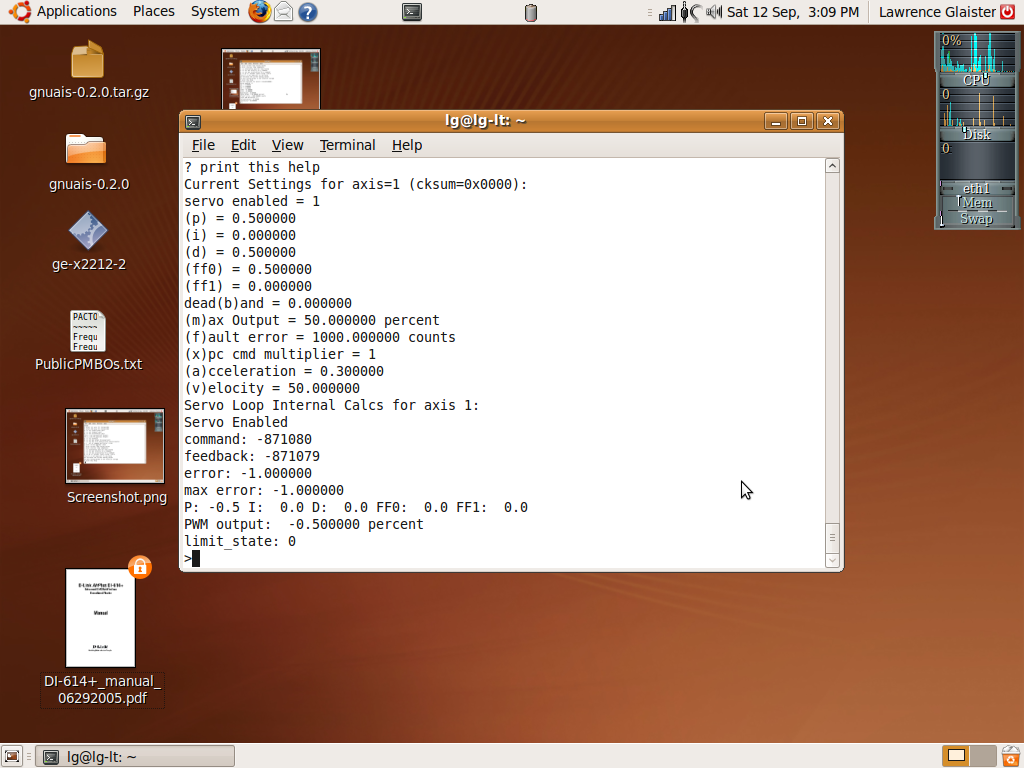 Applications Places System Sat 12 Sep, 3:09 PM Lawrence Glaister
gnuais-0.2.0.tar.gz
gnuais-0.2.0
ge-x2212-2
PACTO
~~~~~
Frequ
Frequ
PublicPMBOs.txt
Screenshot.png
Manual
DI-614+_manual_
06292005.pdf
lg@lg-lt: ~
File Edit View Terminal Help
? print this help
Current Settings for axis=1 (cksum=0x0000):
servo enabled = 1
(p) = 0.500000
(i) = 0.000000
(d) = 0.500000
(ff0) = 0.500000
(ff1) = 0.000000
dead(b)and = 0.000000
(m)ax Output = 50.000000 percent
(f)ault error = 1000.000000 counts
(x)pc cmd multiplier = 1
(a)cceleration = 0.300000
(v)elocity = 50.000000
Servo Loop Internal Calcs for axis 1:
Servo Enabled
command: -871080
feedback: -871079
error: -1.000000
max error: -1.000000
P: -0.5 I:  0.0 D:  0.0 FF0:  0.0 FF1:  0.0
PWM output:  -0.500000 percent
limit_state: 0
>
0%
CPU
0
Disk
0
eth1
Mem
Swap
lg@lg-lt: ~